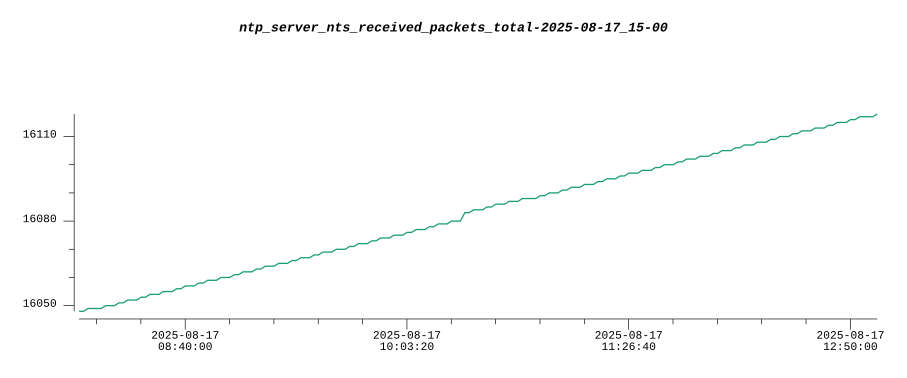 ntp_server_nts_received_packets_total-2025-08-17_15-00
16110
16080
16050
2025-08-17 2025-08-17 2025-08-17 2025-08-17
08:40:00 10:03:20 11:26:40 12:50:00